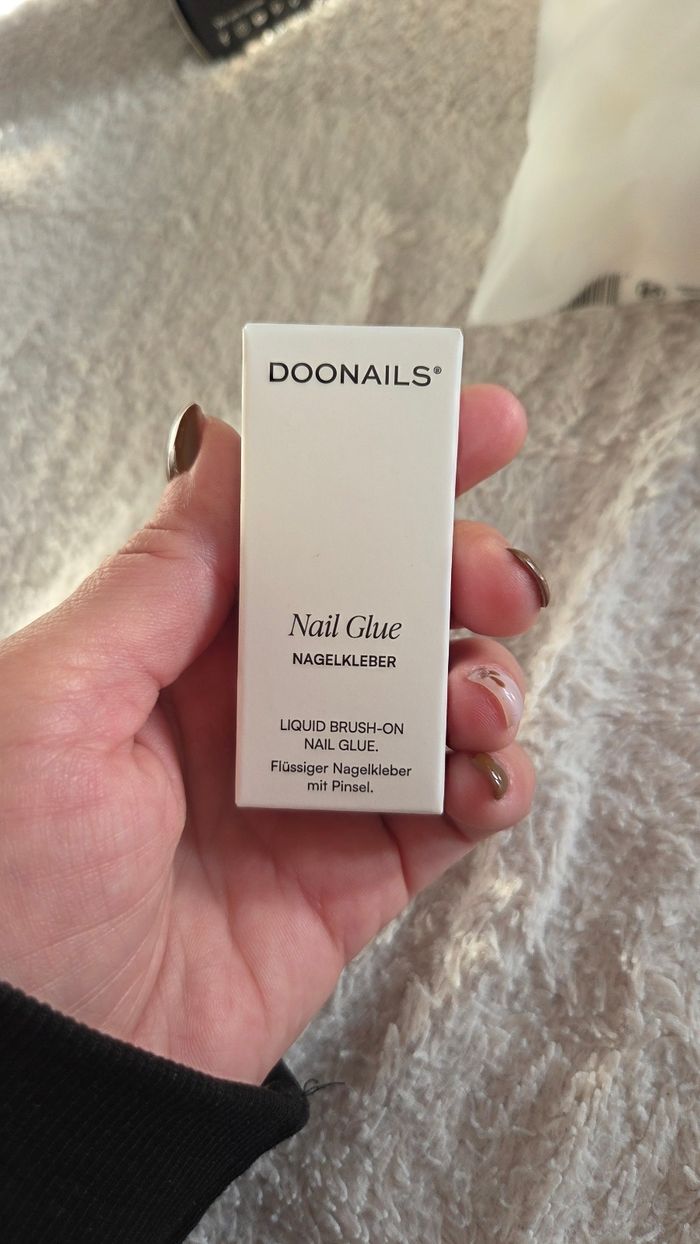 DOONAILS®
Nail Glue
NAGELKLEBER
LIQUID BRUSH-ON
NAIL GLUE.
Flüssiger Nagelkleber
mit Pinsel.